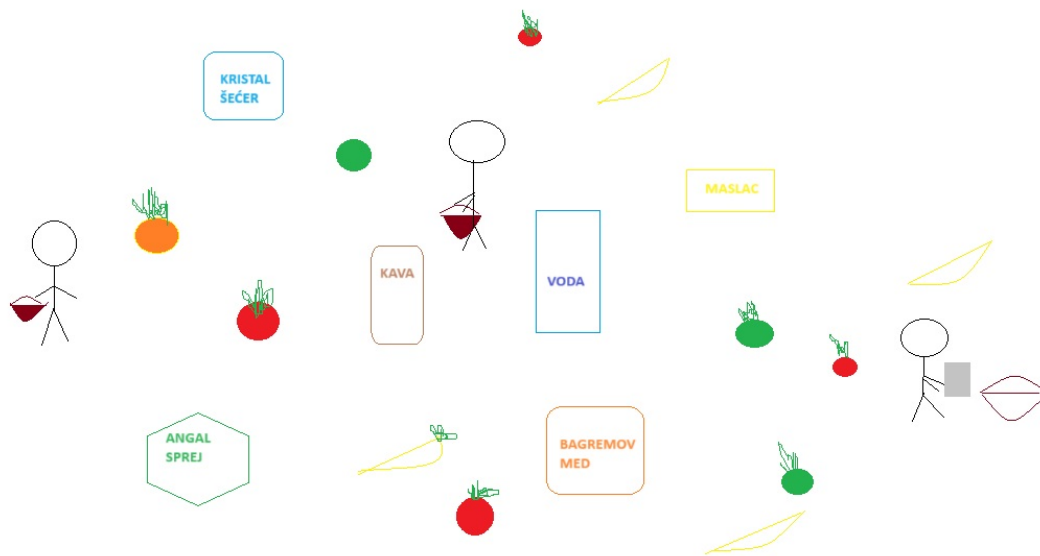 KRISTAL
ŠEĆER
MASLAC
KAVA
VODA
ANGAL
SPREJ
BAGREMOV
MED